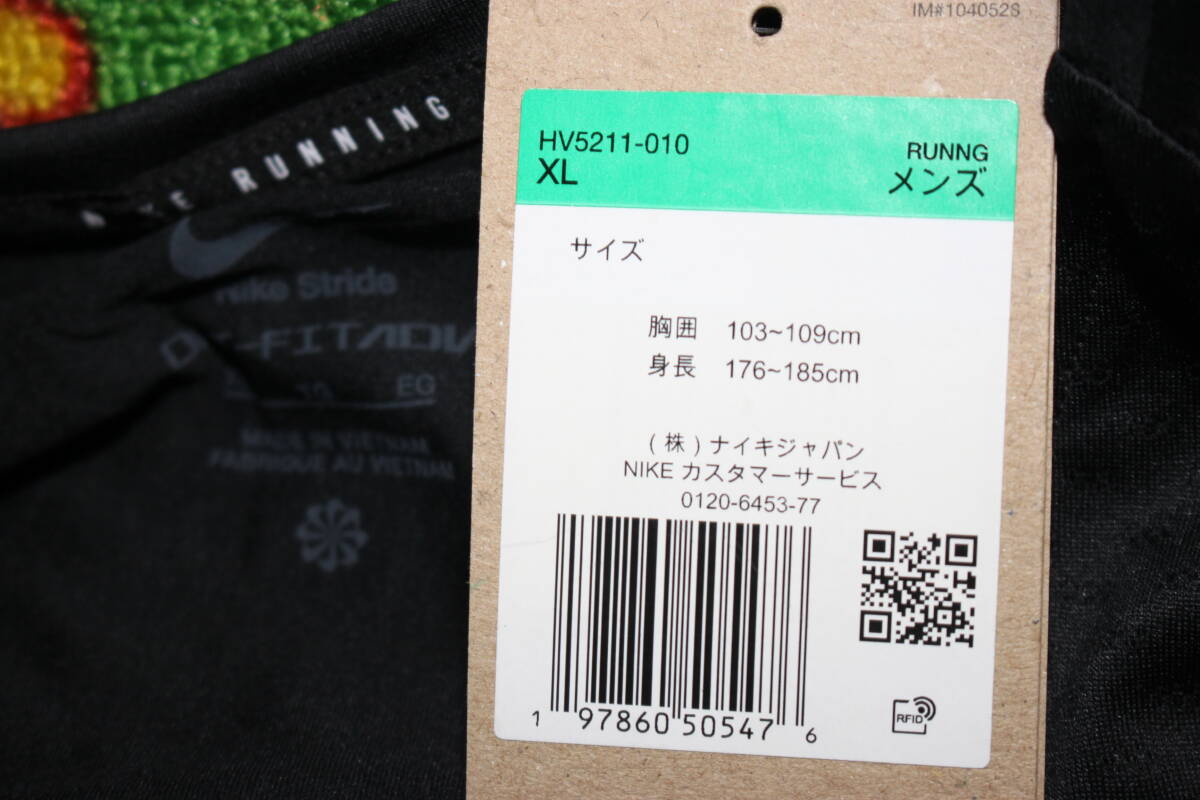 IM#1040528
HV5211-010
XL
RUNNG
メンズ
サイズ
胸囲 103~109cm
身長 176~185cm
(株)ナイキジャパン
NIKE カスタマーサービス
0120-6453-77
1 97860 50547 6
RFID
RUNNING
Nike Stride
EG
MADE IN VIETNAM
FABRIQUE AU VIETNAM